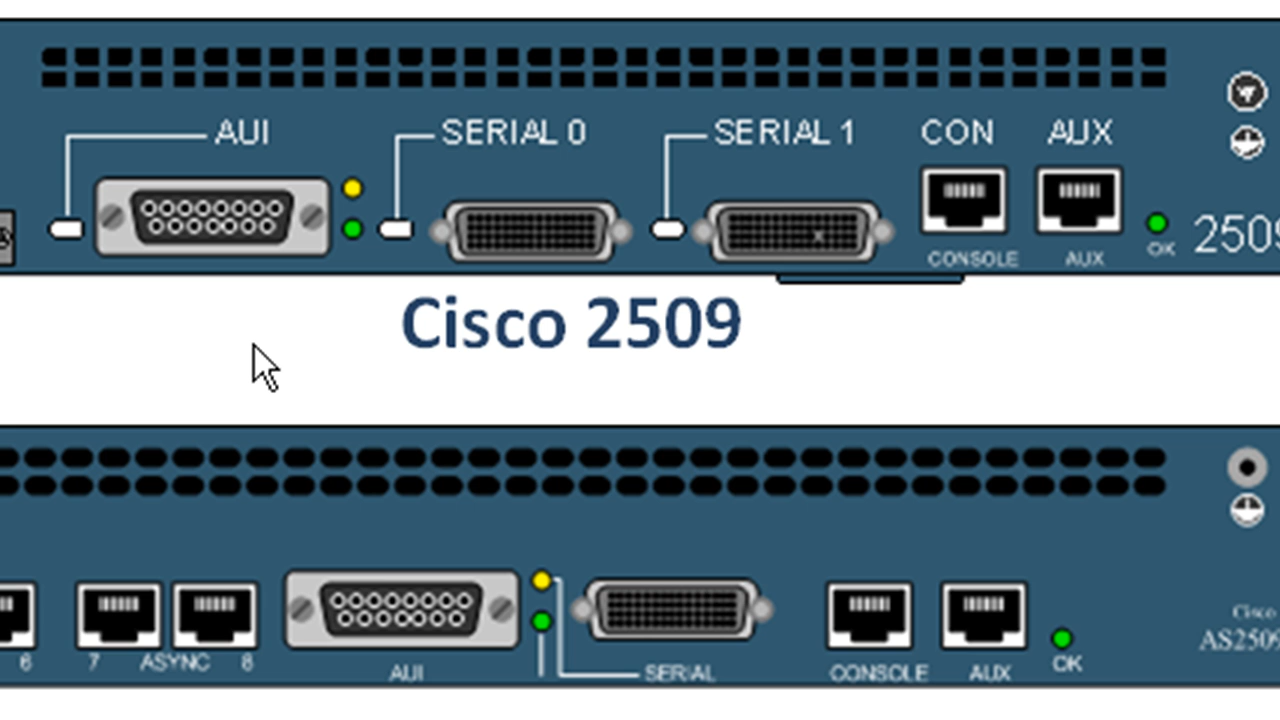 AUI SERIAL 0 SERIAL 1 CON AUX
CONSOLE AUX OK 2509
Cisco 2509
6 7 ASYNC 8 AUI SERIAL CONSOLE AUX OK
Cisco
AS2509